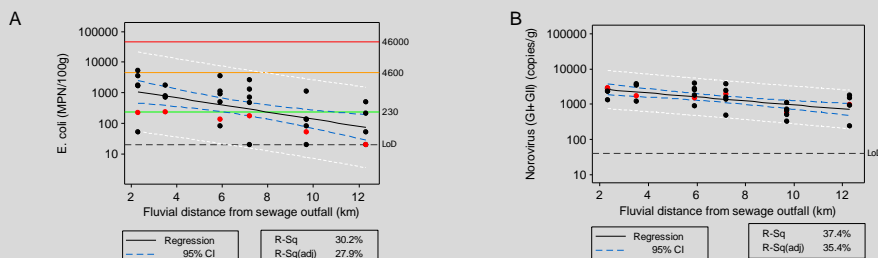 A
E. coli (MPN/100g)
100000
10000
1000
100
10
46000
4600
230
LoD
2 4 6 8 10 12
Fluvial distance from sewage outfall (km)
Regression
95% CI
R-Sq 30.2%
R-Sq(adj) 27.9%
B
Norovirus (GI+GII) (copies/g)
100000
10000
1000
100
10
LoD
2 4 6 8 10 12
Fluvial distance from sewage outfall (km)
Regression
95% CI
R-Sq 37.4%
R-Sq(adj) 35.4%